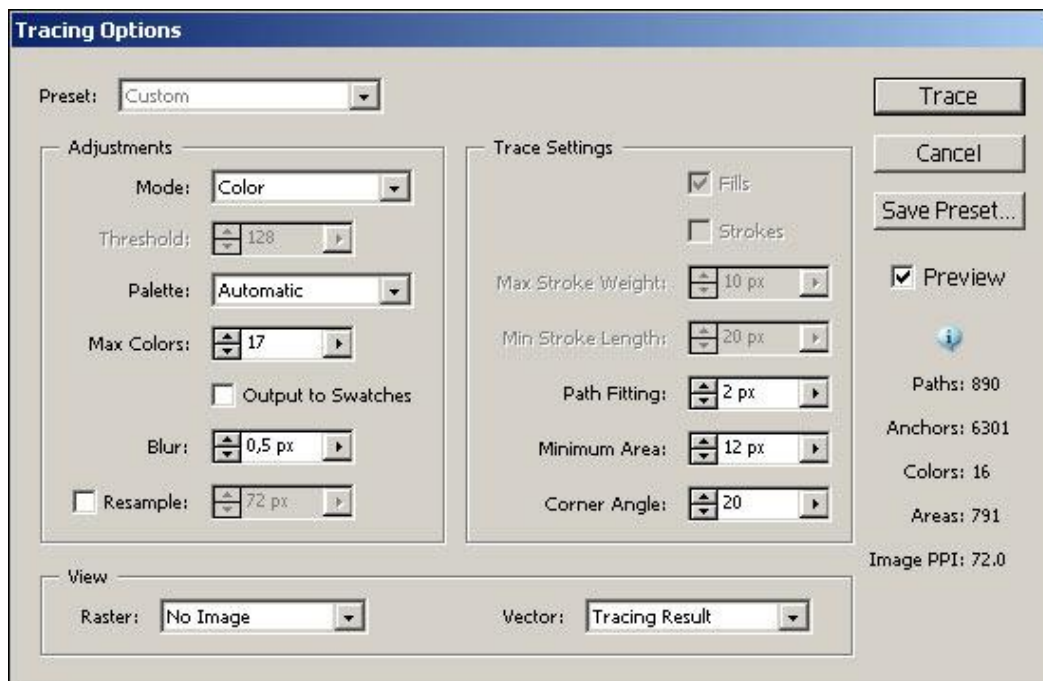 Tracing Options
Preset: Custom
Trace
Cancel
Save Preset...
Preview
Paths: 890
Anchors: 6301
Colors: 16
Areas: 791
Image PPI: 72.0
Adjustments
Mode: Color
Threshold: 128
Palette: Automatic
Max Colors: 17
Output to Swatches
Blur: 0,5 px
Resample: 72 px
Trace Settings
Fills
Strokes
Max Stroke Weight: 10 px
Min Stroke Length: 20 px
Path Fitting: 2 px
Minimum Area: 12 px
Corner Angle: 20
View
Raster: No Image
Vector: Tracing Result